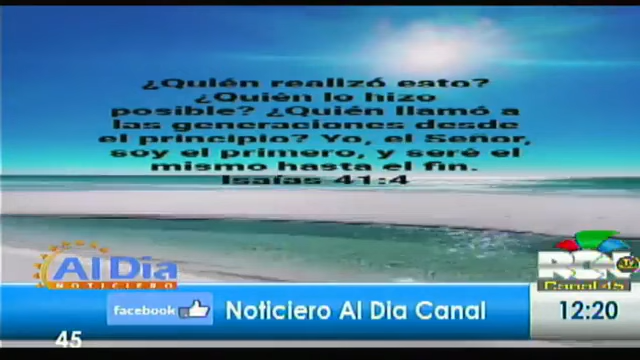 ¿Quién realizó esto?
¿Quién lo hizo
posible? ¿Quién llamó a
las generaciones desde
el principio? Yo, el Señor,
soy el primero, y seré el
mismo hasta el fin.
Isaías 41:4
Al Dia
NOTICIERO
RCN TV
Canal 45
facebook
Noticiero Al Dia Canal
12:20
45